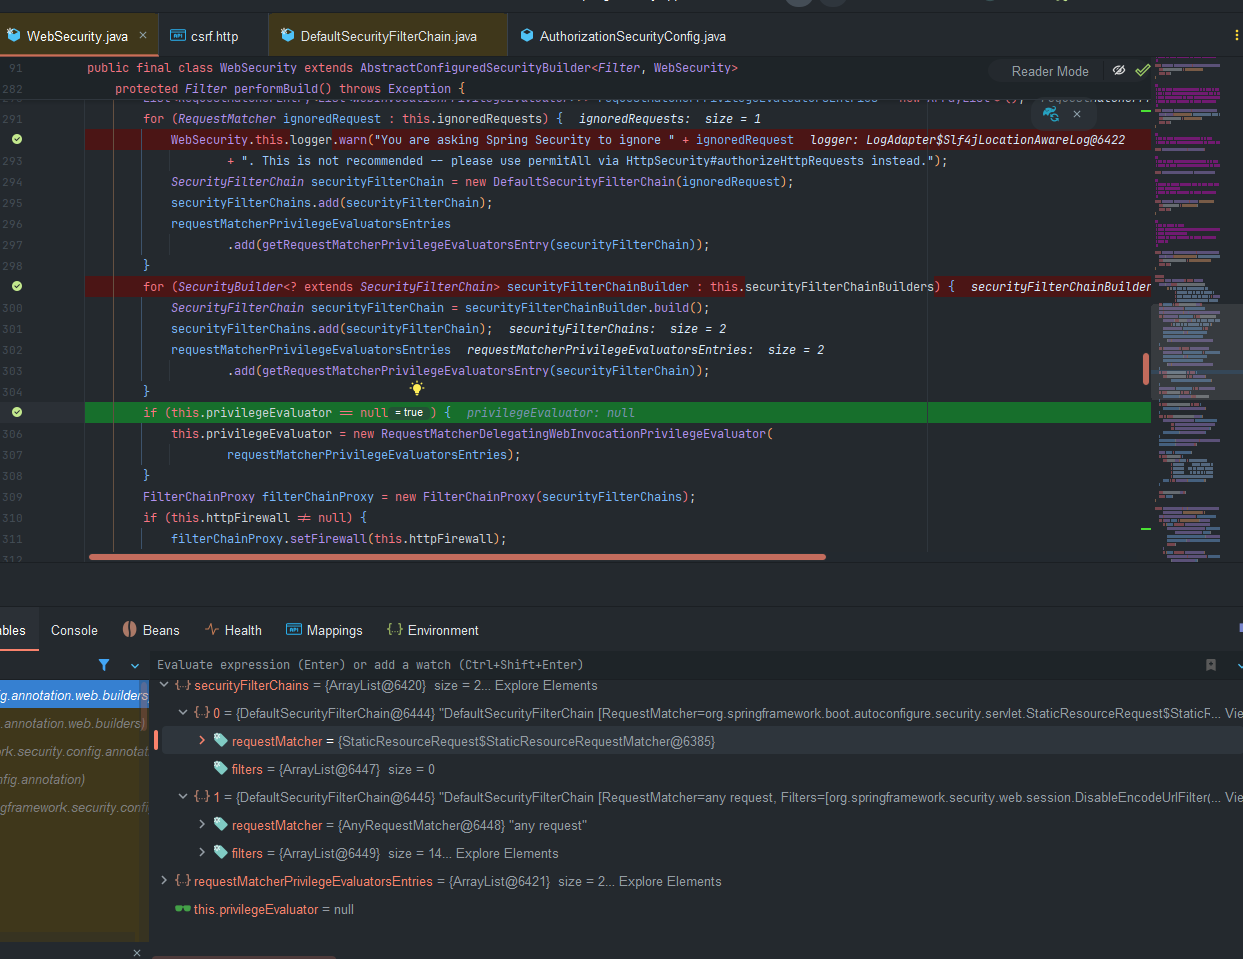 WebSecurity.java
csrf.http
DefaultSecurityFilterChain.java
AuthorizationSecurityConfig.java
91 public final class WebSecurity extends AbstractConfiguredSecurityBuilder<Filter, WebSecurity>
Reader Mode
282 protected Filter performBuild() throws Exception {
291 for (RequestMatcher ignoredRequest : this.ignoredRequests) { ignoredRequests: size = 1
WebSecurity.this.logger.warn("You are asking Spring Security to ignore " + ignoredRequest logger: LogAdapter$Slf4jLocationAwareLog@6422
293 + ". This is not recommended -- please use permitAll via HttpSecurity#authorizeHttpRequests instead.");
294 SecurityFilterChain securityFilterChain = new DefaultSecurityFilterChain(ignoredRequest);
295 securityFilterChains.add(securityFilterChain);
296 requestMatcherPrivilegeEvaluatorsEntries
297 .add(getRequestMatcherPrivilegeEvaluatorsEntry(securityFilterChain));
298 }
for (SecurityBuilder<? extends SecurityFilterChain> securityFilterChainBuilder : this.securityFilterChainBuilders) { securityFilterChainBuilder
300 SecurityFilterChain securityFilterChain = securityFilterChainBuilder.build();
301 securityFilterChains.add(securityFilterChain); securityFilterChains: size = 2
302 requestMatcherPrivilegeEvaluatorsEntries requestMatcherPrivilegeEvaluatorsEntries: size = 2
303 .add(getRequestMatcherPrivilegeEvaluatorsEntry(securityFilterChain));
304 }
if (this.privilegeEvaluator == null = true ) { privilegeEvaluator: null
306 this.privilegeEvaluator = new RequestMatcherDelegatingWebInvocationPrivilegeEvaluator(
307 requestMatcherPrivilegeEvaluatorsEntries);
308 }
309 FilterChainProxy filterChainProxy = new FilterChainProxy(securityFilterChains);
310 if (this.httpFirewall != null) {
311 filterChainProxy.setFirewall(this.httpFirewall);
312
bles
Console
Beans
Health
Mappings
Environment
Evaluate expression (Enter) or add a watch (Ctrl+Shift+Enter)
g.annotation.web.builders
.annotation.web.builders)
rk.security.config.annotat
nfig.annotation)
gframework.security.confi
securityFilterChains = {ArrayList@6420} size = 2... Explore Elements
0 = {DefaultSecurityFilterChain@6444} "DefaultSecurityFilterChain [RequestMatcher=org.springframework.boot.autoconfigure.security.servlet.StaticResourceRequest$StaticF... Vie
requestMatcher = {StaticResourceRequest$StaticResourceRequestMatcher@6385}
filters = {ArrayList@6447} size = 0
1 = {DefaultSecurityFilterChain@6445} "DefaultSecurityFilterChain [RequestMatcher=any request, Filters=[org.springframework.security.web.session.DisableEncodeUrlFilter(... Vie
requestMatcher = {AnyRequestMatcher@6448} "any request"
filters = {ArrayList@6449} size = 14... Explore Elements
requestMatcherPrivilegeEvaluatorsEntries = {ArrayList@6421} size = 2... Explore Elements
this.privilegeEvaluator = null